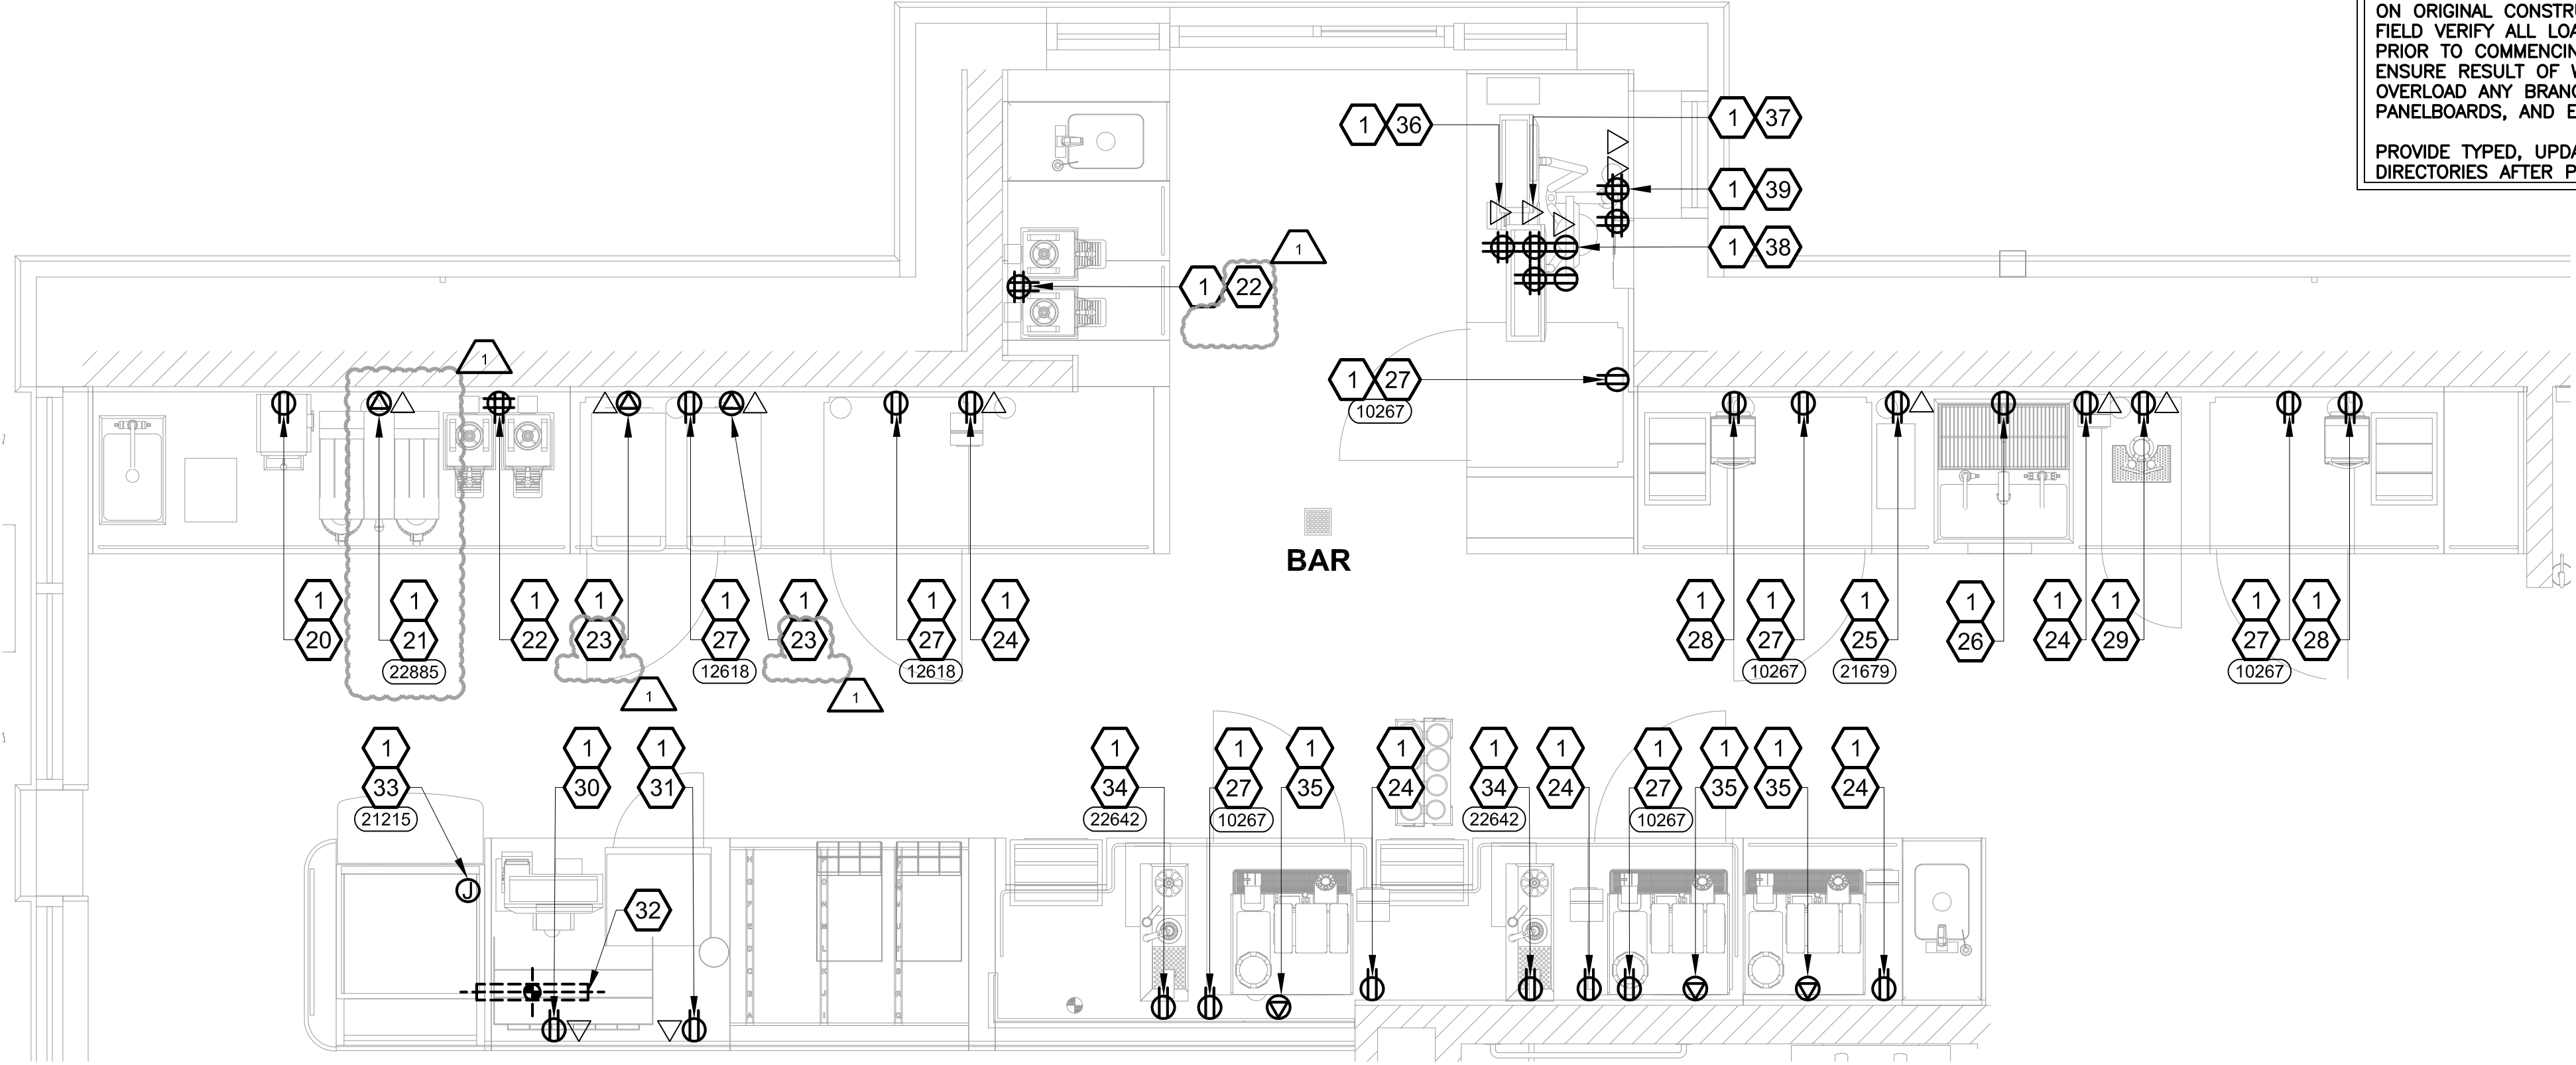 ON ORIGINAL CONSTR
FIELD VERIFY ALL LOA
PRIOR TO COMMENCIN
ENSURE RESULT OF
OVERLOAD ANY BRANC
PANELBOARDS, AND E
PROVIDE TYPED, UPDA
DIRECTORIES AFTER P
1 36
1 37
1 39
1 38
1
1 22
1 27
10267
1
BAR
1 1 1 1 1 1 1 1
20 21 22 23 27 23 27 24
22885 12618 12618
1 1
1 1 1 1 1 1 1 1
28 27 25 26 24 29 27 28
10267 21679 10267
1 1 1
33 30 31
21215
32
J
1 1 1 1 1 1 1 1 1 1
34 27 35 24 34 24 27 35 35 24
22642 10267 22642 10267